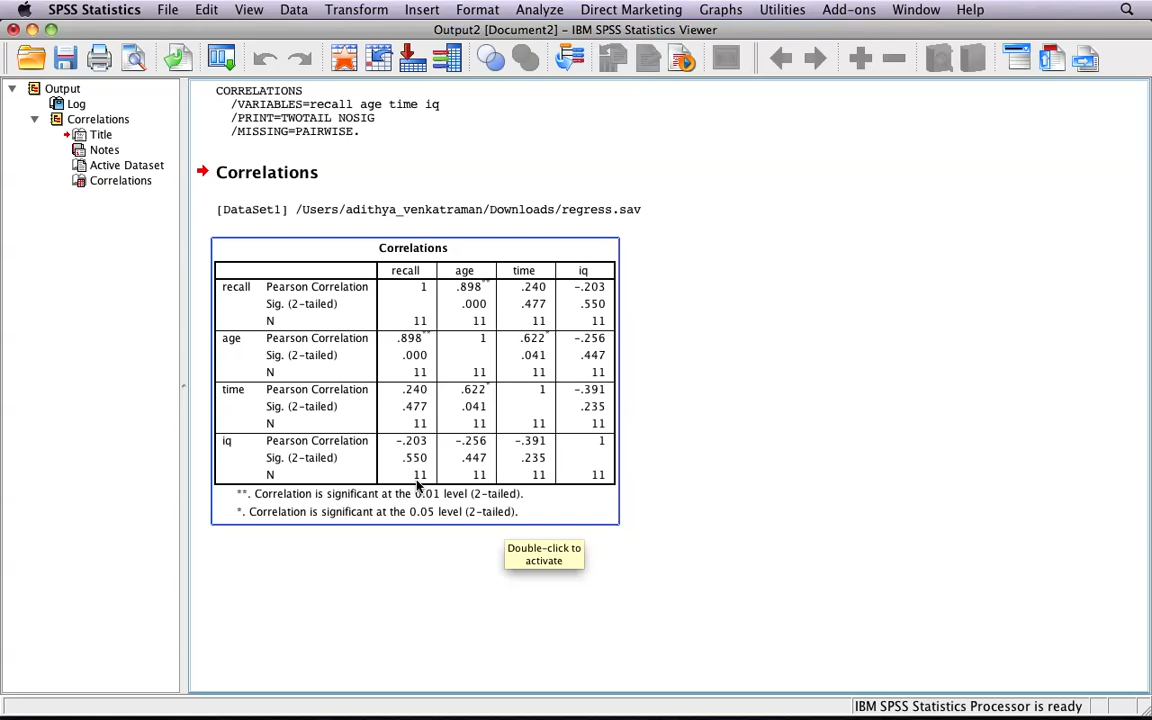 SPSS Statistics File Edit View Data Transform Insert Format Analyze Direct Marketing Graphs Utilities Add-ons Window Help
Output2 [Document2] – IBM SPSS Statistics Viewer
Output
Log
Correlations
Title
Notes
Active Dataset
Correlations
CORRELATIONS
/VARIABLES=recall age time iq
/PRINT=TWOTAIL NOSIG
/MISSING=PAIRWISE.
Correlations
[DataSet1] /Users/adithya_venkatraman/Downloads/regress.sav
Correlations
recall age time iq
recall Pearson Correlation 1 .898** .240 -.203
Sig. (2-tailed) .000 .477 .550
N 11 11 11 11
age Pearson Correlation .898** 1 .622* -.256
Sig. (2-tailed) .000 .041 .447
N 11 11 11 11
time Pearson Correlation .240 .622* 1 -.391
Sig. (2-tailed) .477 .041 .235
N 11 11 11 11
iq Pearson Correlation -.203 -.256 -.391 1
Sig. (2-tailed) .550 .447 .235
N 11 11 11 11
**. Correlation is significant at the 0.01 level (2-tailed).
*. Correlation is significant at the 0.05 level (2-tailed).
Double-click to
activate
IBM SPSS Statistics Processor is ready